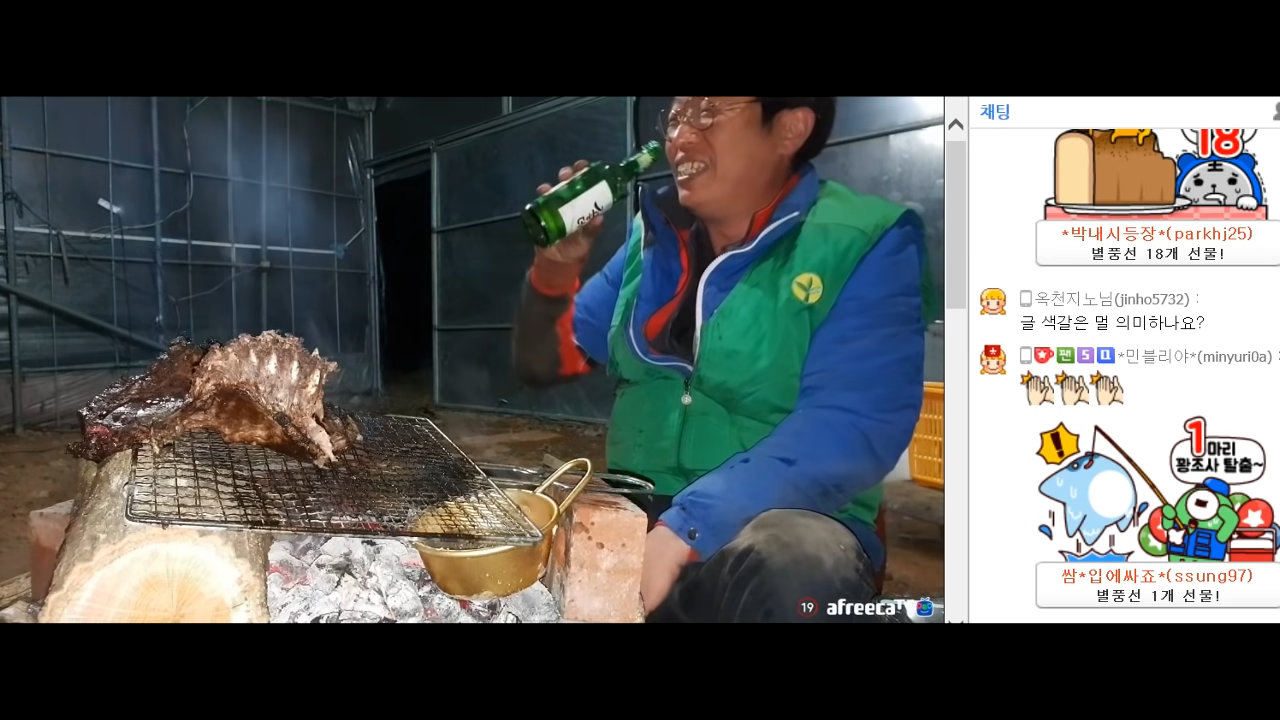 채팅
18
*박내시등장*(parkhj25)
별풍선 18개 선물!
옥천지노님(jinho5732) :
글 색갈은 멀 의미하나요?
팬 5 *민블리야*(minyuri0a) :
1마리
꽝조사 탈출~
쌈*입에싸죠*(ssung97)
별풍선 1개 선물!
19 afreecaTV